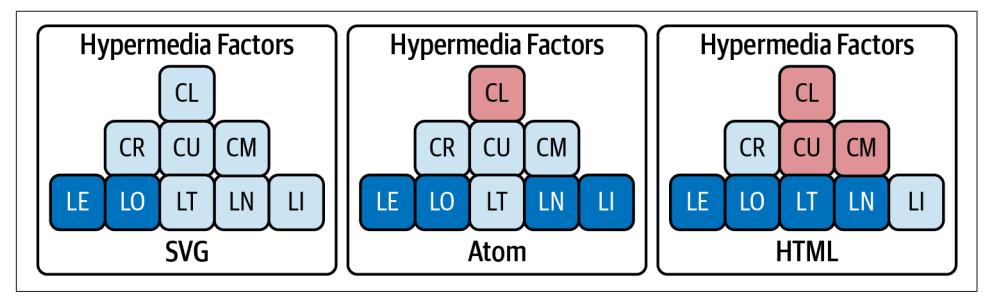 Hypermedia Factors
CL
CR CU CM
LE LO LT LN LI
SVG
Hypermedia Factors
CL
CR CU CM
LE LO LT LN LI
Atom
Hypermedia Factors
CL
CR CU CM
LE LO LT LN LI
HTML